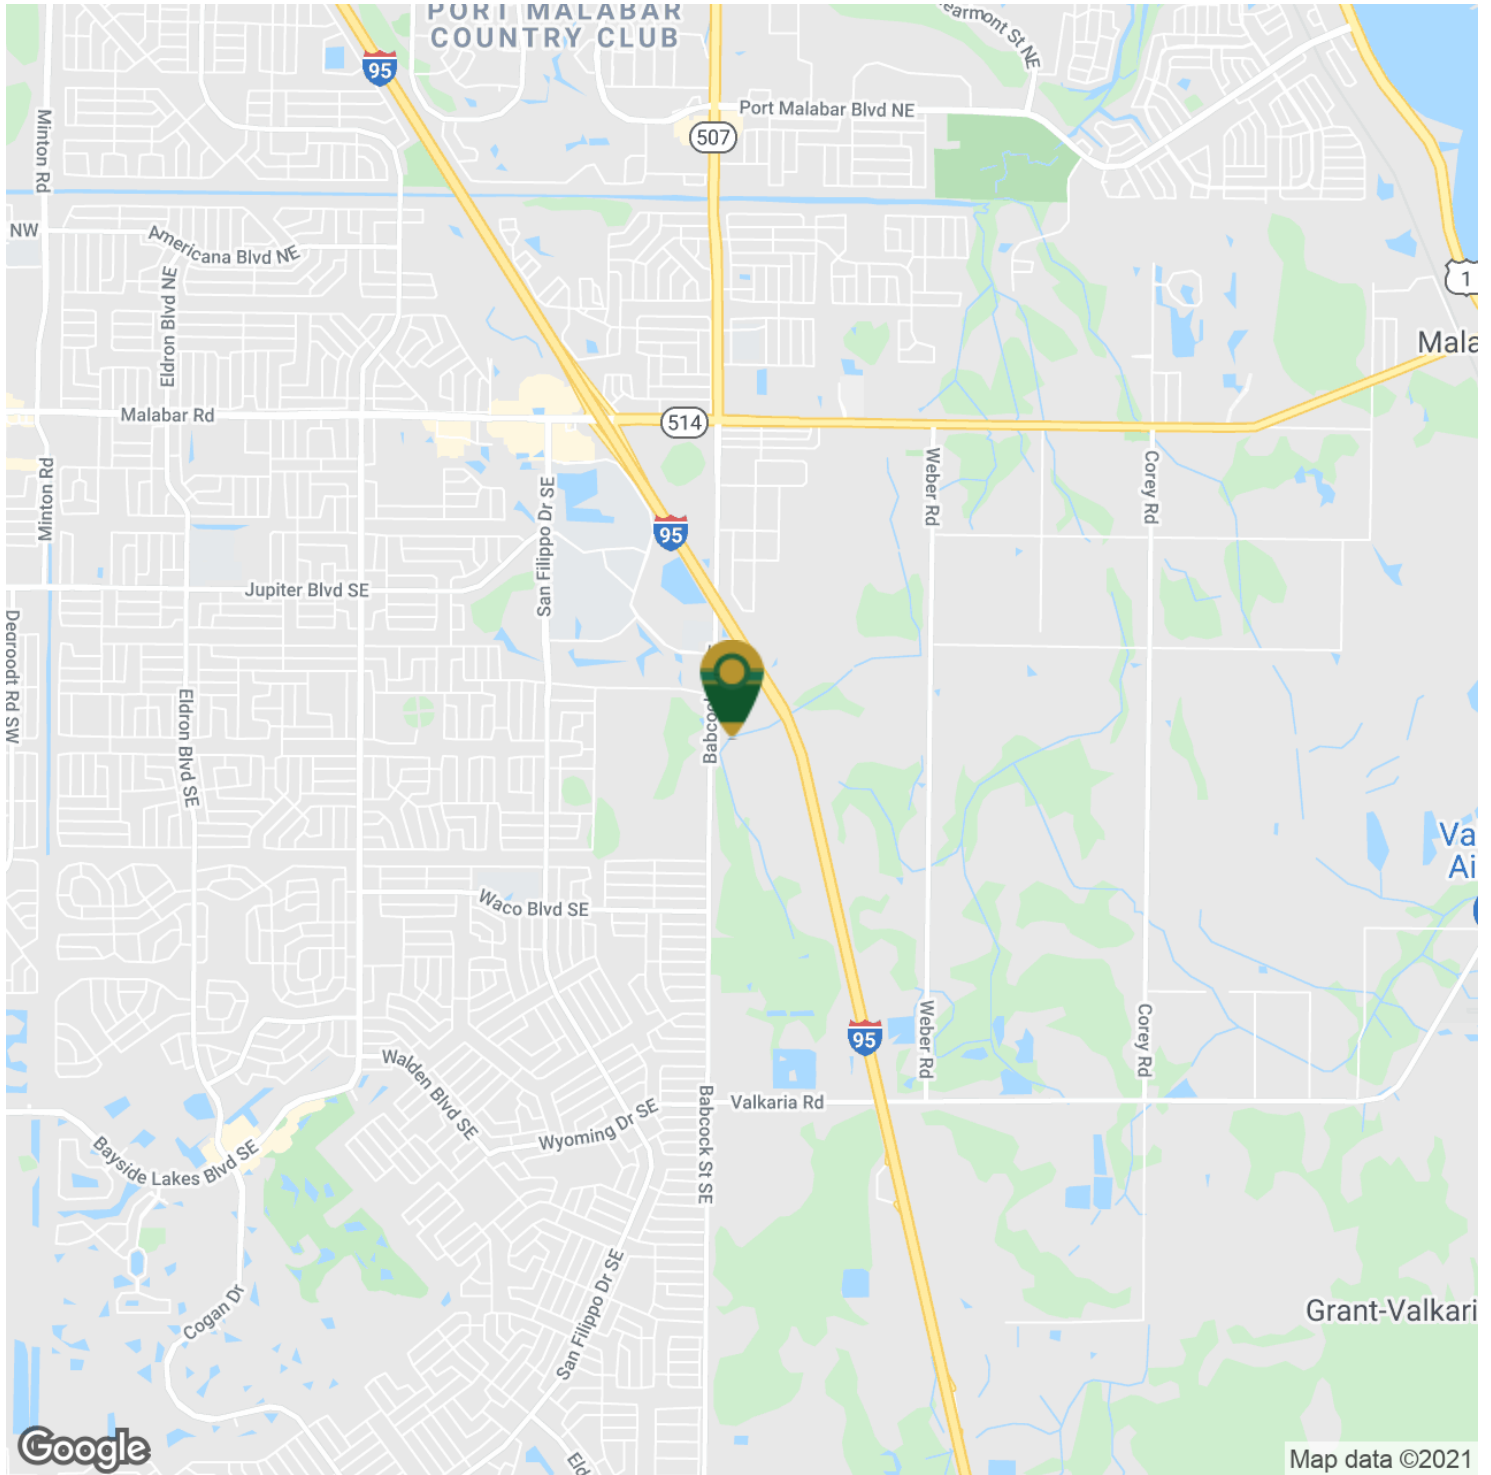 PORT MALABAR
COUNTRY CLUB
95
Port Malabar Blvd NE
507
Minton Rd
NW
Americana Blvd NE
Eldron Blvd NE
1
Malabar Rd
514
Weber Rd
Corey Rd
Minton Rd
San Filippo Dr SE
95
Jupiter Blvd SE
Eldron Blvd SE
Waco Blvd SE
95
Weber Rd
Corey Rd
Walden Blvd SE
Valkaria Rd
Wyoming Dr SE
Babcock St SE
Bayside Lakes Blvd SE
San Filippo Dr SE
Cogan Dr
Grant-Valkari
Google
Map data ©2021